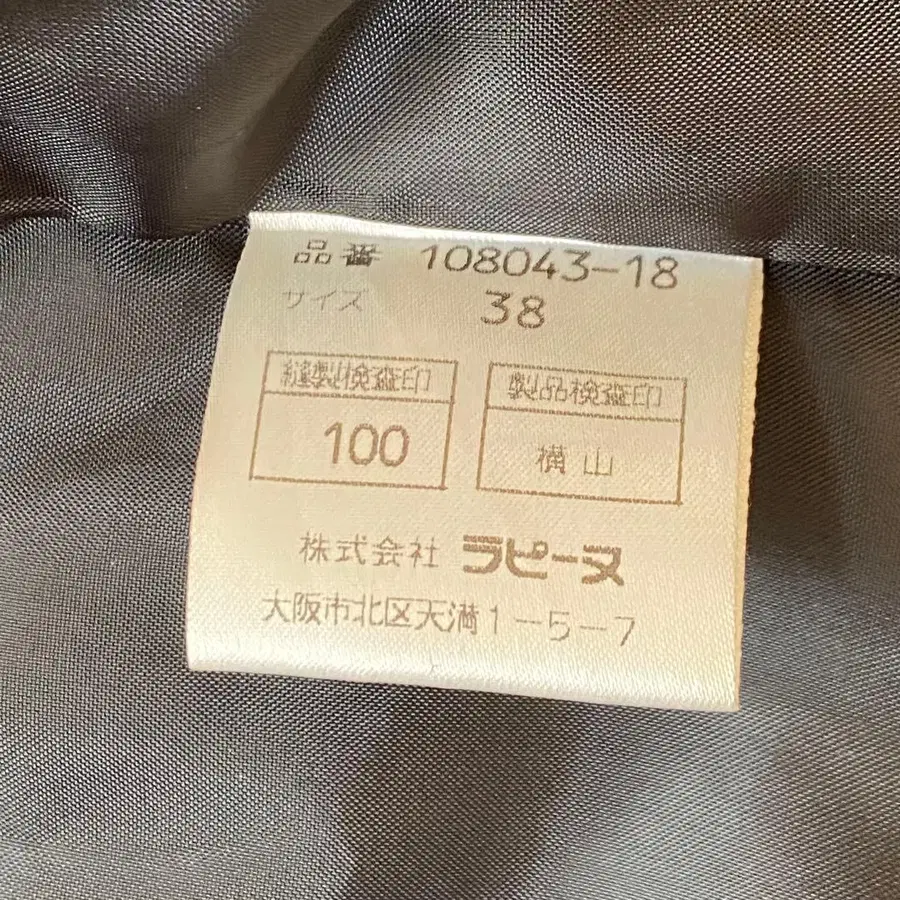 品番 108043-18
サイズ 38
縫製検査印 製品検査印
100 横山
株式会社 ラピーヌ
大阪市北区天満1-5-7